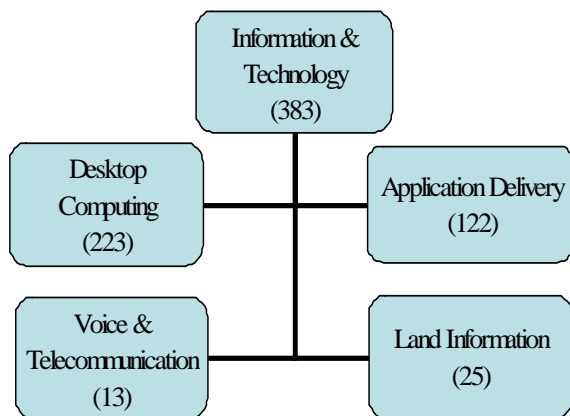 Information &
Technology
(383)
Desktop
Computing
(223)
Application Delivery
(122)
Voice &
Telecommunication
(13)
Land Information
(25)